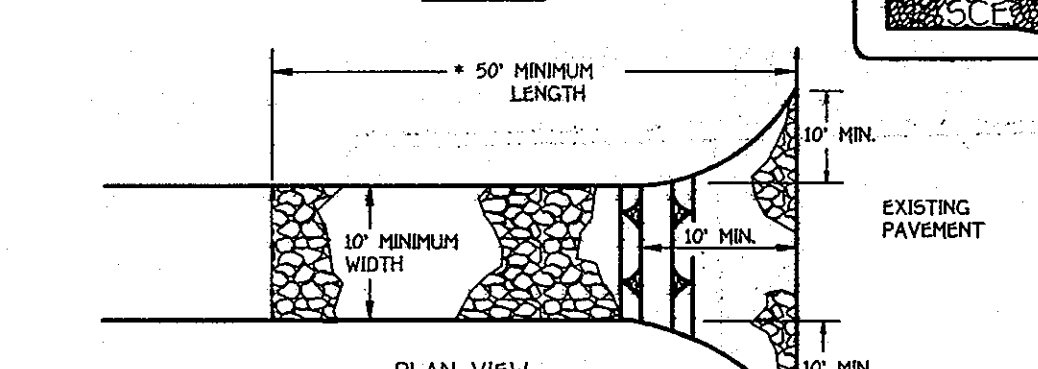 SCE
* 50' MINIMUM
LENGTH
10' MIN.
EXISTING
PAVEMENT
10' MINIMUM
WIDTH
10' MIN.
PLAN VIEW
10' MIN.